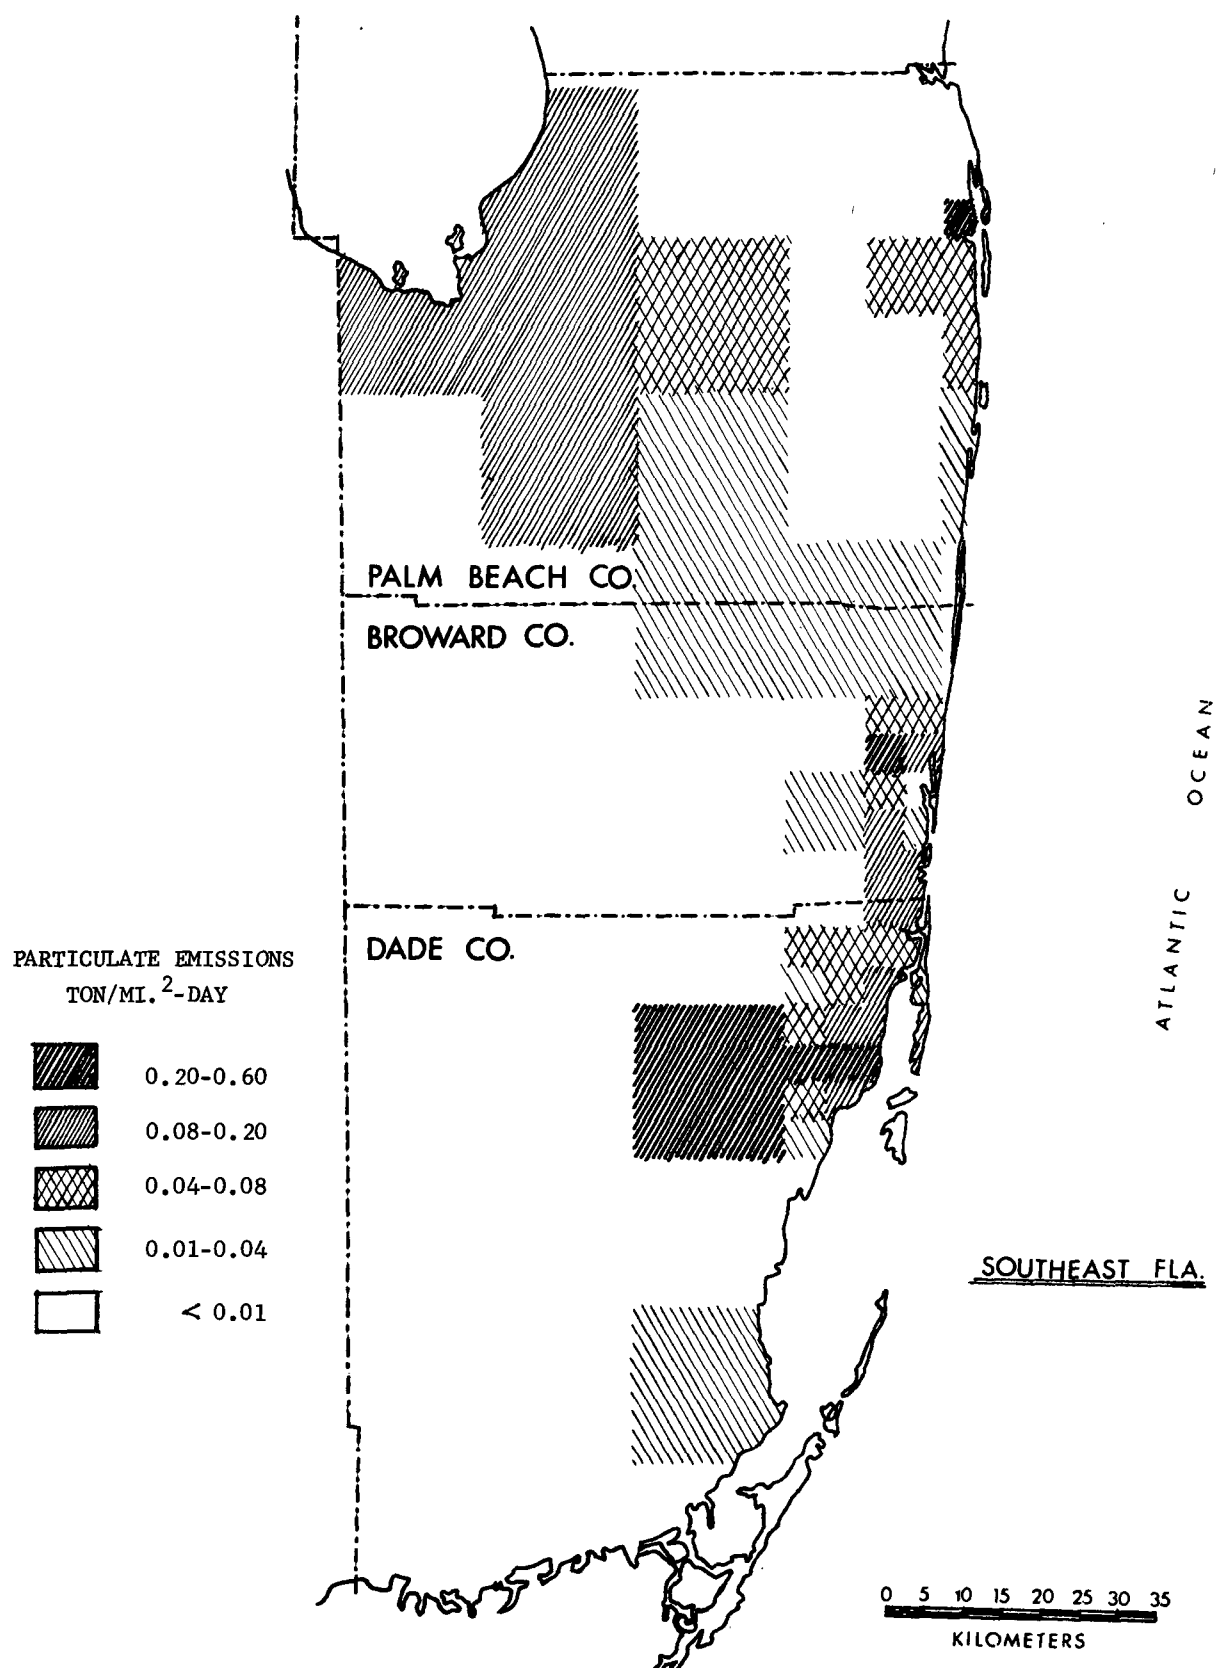 PALM BEACH CO.
BROWARD CO.
DADE CO.
PARTICULATE EMISSIONS
TON/MI.²-DAY
0.20-0.60
0.08-0.20
0.04-0.08
0.01-0.04
< 0.01
ATLANTIC OCEAN
SOUTHEAST FLA.
0 5 10 15 20 25 30 35
KILOMETERS